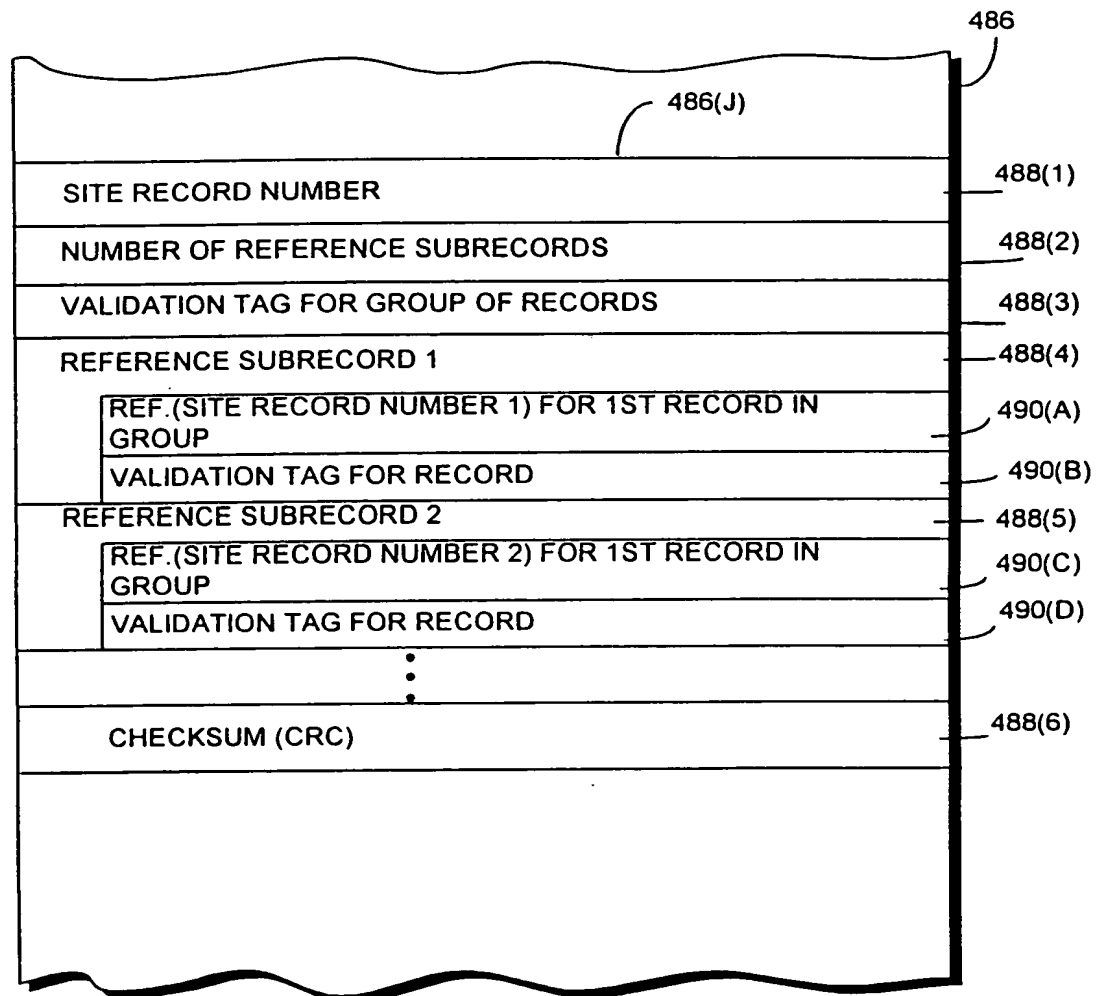 486
486(J)
SITE RECORD NUMBER
488(1)
NUMBER OF REFERENCE SUBRECORDS
488(2)
VALIDATION TAG FOR GROUP OF RECORDS
488(3)
REFERENCE SUBRECORD 1
488(4)
REF.(SITE RECORD NUMBER 1) FOR 1ST RECORD IN
GROUP
490(A)
VALIDATION TAG FOR RECORD
490(B)
REFERENCE SUBRECORD 2
488(5)
REF.(SITE RECORD NUMBER 2) FOR 1ST RECORD IN
GROUP
490(C)
VALIDATION TAG FOR RECORD
490(D)
CHECKSUM (CRC)
488(6)